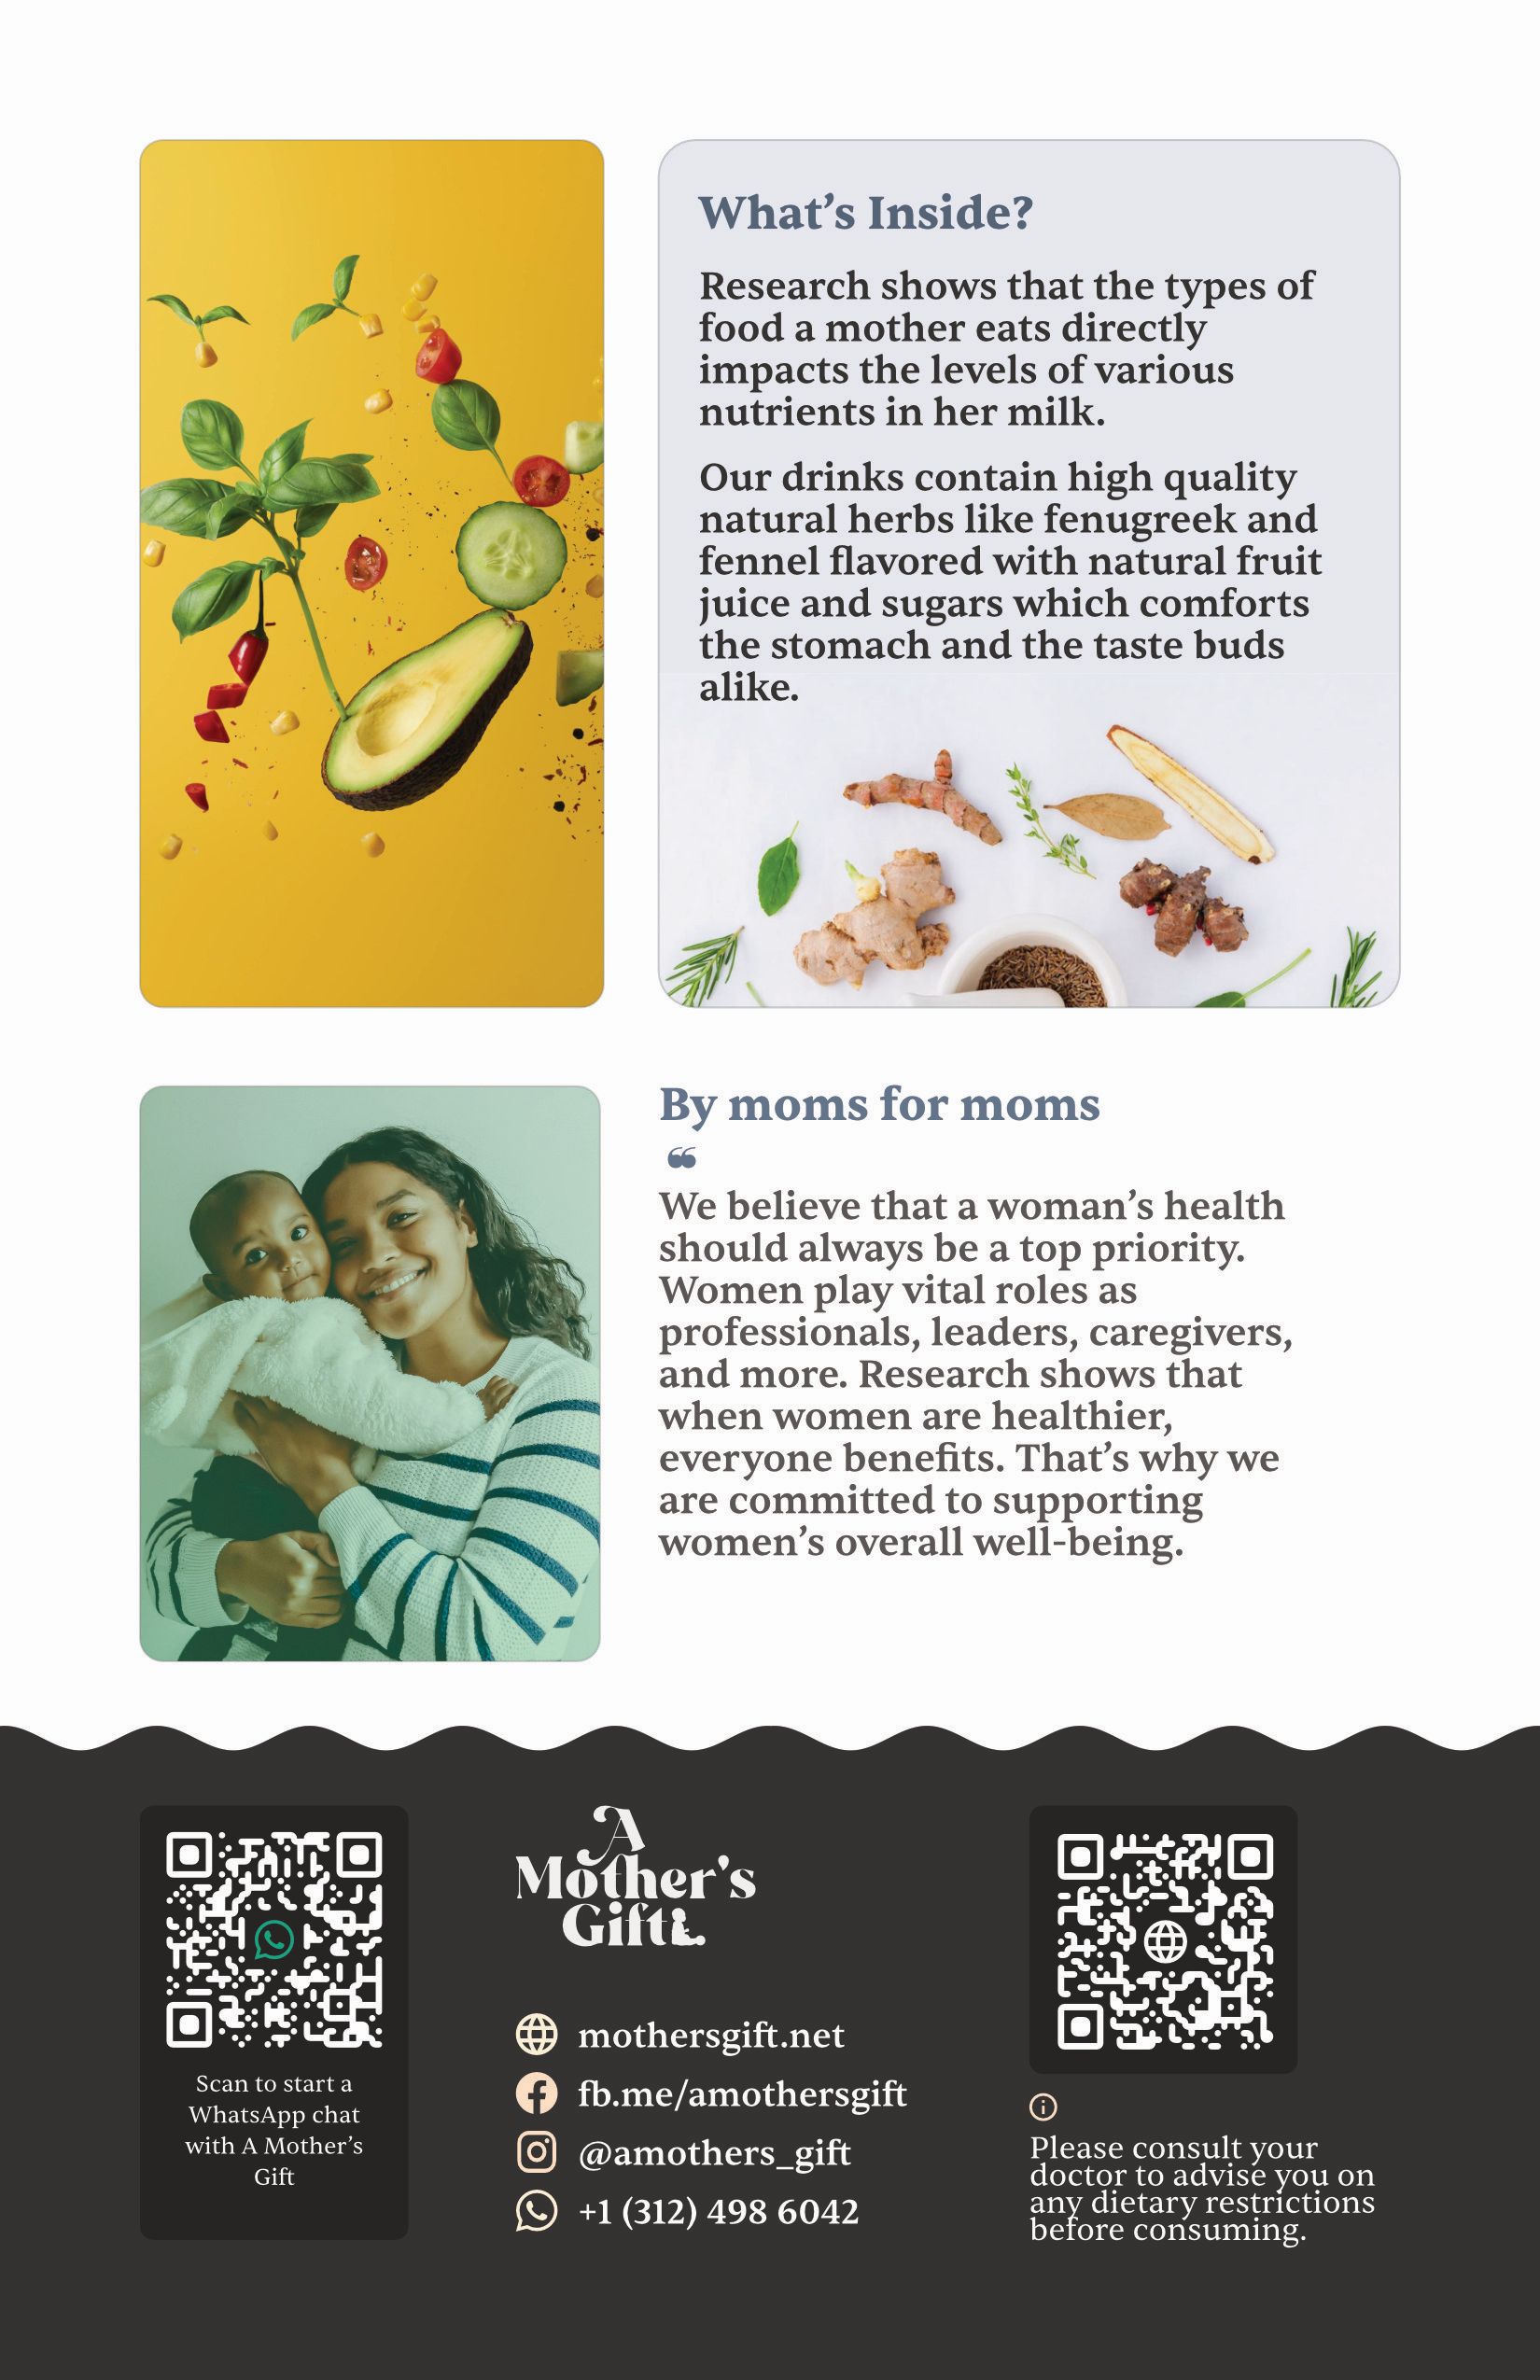 What’s Inside?
Research shows that the types of
food a mother eats directly
impacts the levels of various
nutrients in her milk.
Our drinks contain high quality
natural herbs like fenugreek and
fennel flavored with natural fruit
juice and sugars which comforts
the stomach and the taste buds
alike.
By moms for moms
❝
We believe that a woman’s health
should always be a top priority.
Women play vital roles as
professionals, leaders, caregivers,
and more. Research shows that
when women are healthier,
everyone benefits. That’s why we
are committed to supporting
women’s overall well-being.
Scan to start a
WhatsApp chat
with A Mother’s
Gift
A
Mother's
Gift
mothersgift.net
fb.me/amothersgift
@amothers_gift
+1 (312) 498 6042
Please consult your
doctor to advise you on
any dietary restrictions
before consuming.